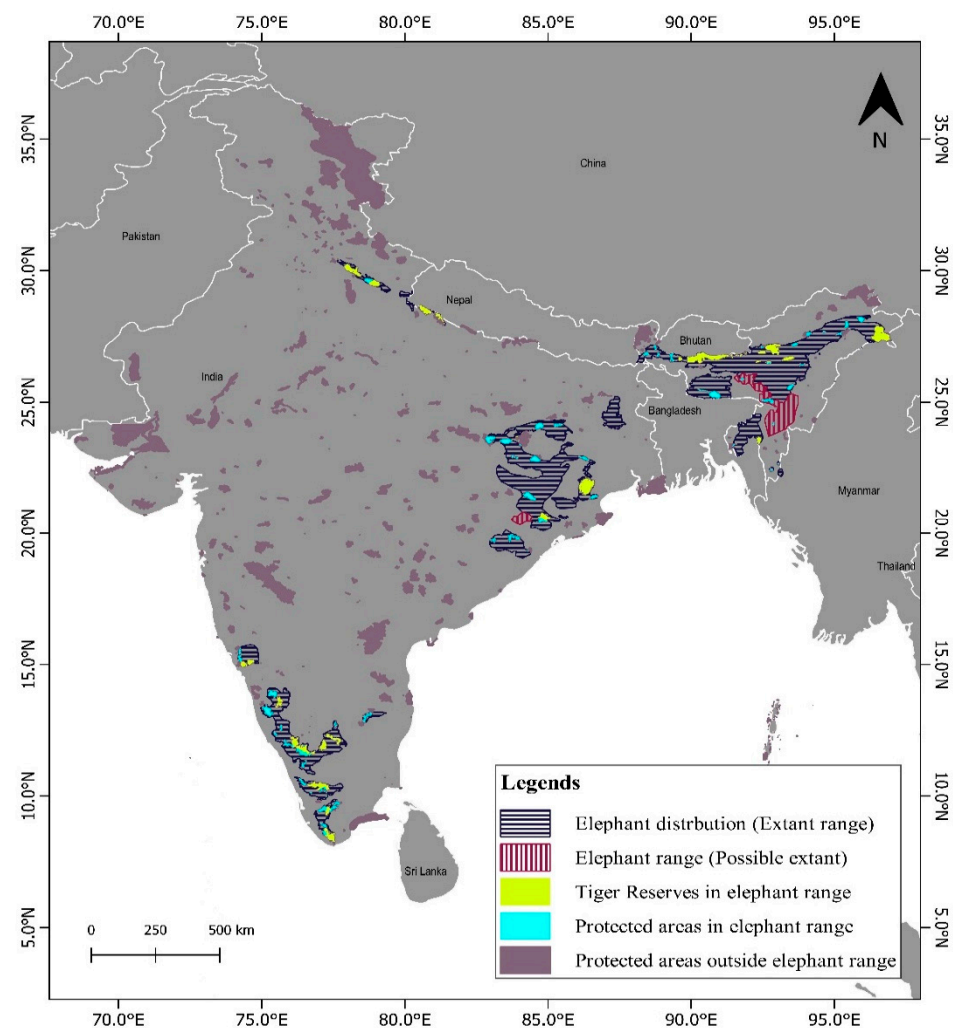 70.0°E 75.0°E 80.0°E 85.0°E 90.0°E 95.0°E
35.0°N 35.0°N
N
China
Pakistan
30.0°N 30.0°N
Nepal
Bhutan
India
25.0°N 25.0°N
Bangladesh
Myanmar
20.0°N 20.0°N
Thailand
15.0°N 15.0°N
10.0°N 10.0°N
Sri Lanka
5.0°N 5.0°N
Legends
Elephant distrbution (Extant range)
Elephant range (Possible extant)
Tiger Reserves in elephant range
Protected areas in elephant range
Protected areas outside elephant range
0 250 500 km
70.0°E 75.0°E 80.0°E 85.0°E 90.0°E 95.0°E